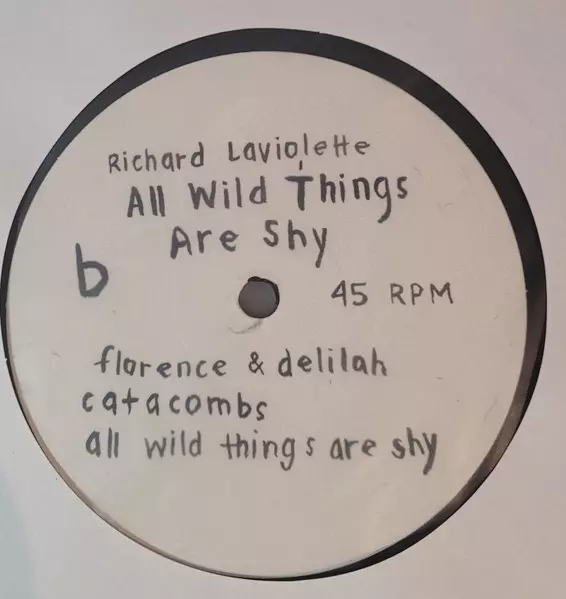 Richard Laviolette
All Wild Things
Are Shy
b
45 RPM
florence & delilah
catacombs
all wild things are shy